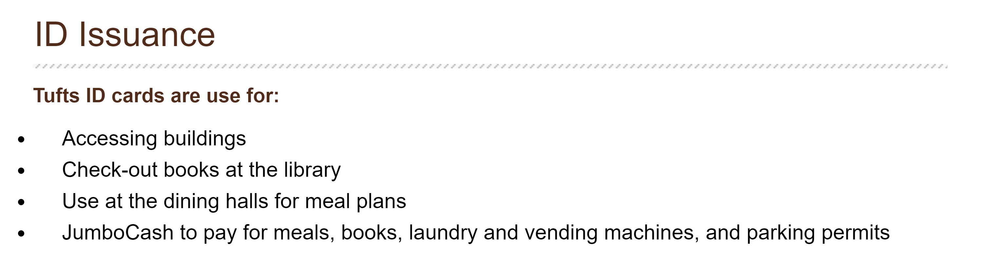 ID Issuance
Tufts ID cards are use for:
• Accessing buildings
• Check-out books at the library
• Use at the dining halls for meal plans
• JumboCash to pay for meals, books, laundry and vending machines, and parking permits